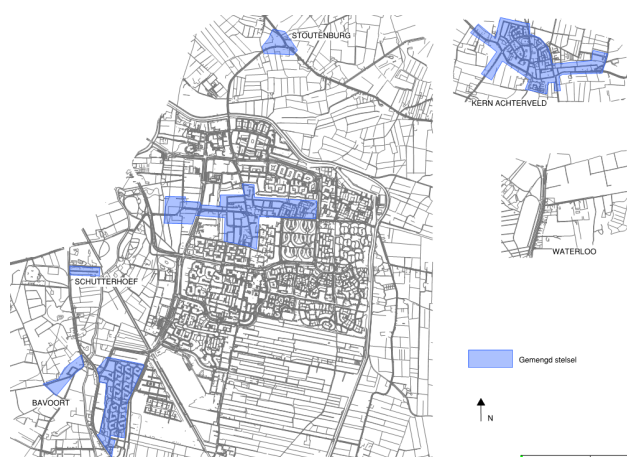 STOUTENBURG
KERN ACHTERVELD
WATERLOO
SCHUTTERHOEF
Gemengd stelsel
BAVOORT
N